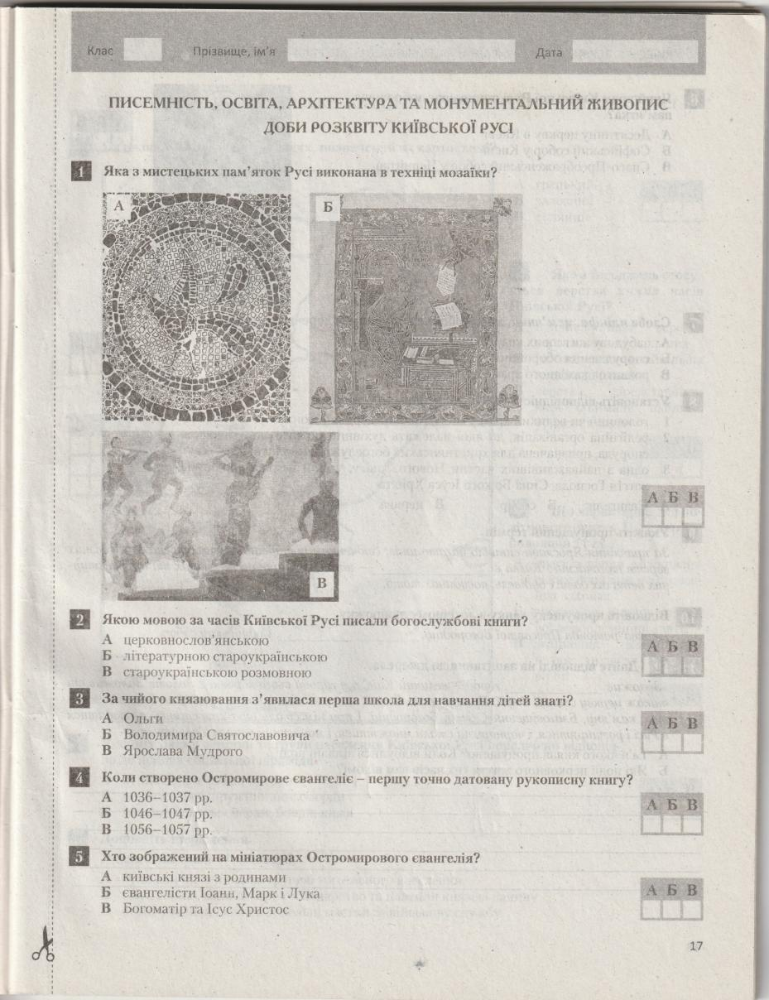 Клас Прізвище, ім'я Дата
ПИСЕМНІСТЬ, ОСВІТА, АРХІТЕКТУРА ТА МОНУМЕНТАЛЬНИЙ ЖИВОПИС
ДОБИ РОЗКВІТУ КИЇВСЬКОЇ РУСІ
1 Яка з мистецьких пам'яток Русі виконана в техніці мозаїки?
А
Б
В
А Б В
2 Якою мовою за часів Київської Русі писали богослужбові книги?
А церковнослов'янською
Б літературною староукраїнською
В староукраїнською розмовною
А Б В
3 За чийого князювання з'явилася перша школа для навчання дітей знаті?
А Ольги
Б Володимира Святославовича
В Ярослава Мудрого
А Б В
4 Коли створено Остромирове євангеліє – першу точно датовану рукописну книгу?
А 1036–1037 рр.
Б 1046–1047 рр.
В 1056–1057 рр.
А Б В
5 Хто зображений на мініатюрах Остромирового євангелія?
А київські князі з родинами
Б євангелісти Іоанн, Марк і Лука
В Богоматір та Ісус Христос
А Б В
17